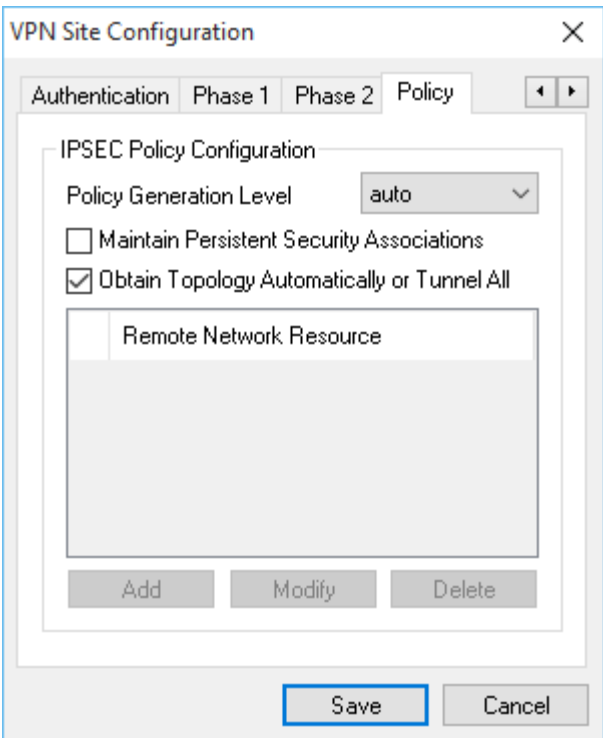 VPN Site Configuration
Authentication Phase 1 Phase 2 Policy
IPSEC Policy Configuration
Policy Generation Level auto
Maintain Persistent Security Associations
Obtain Topology Automatically or Tunnel All
Remote Network Resource
Add Modify Delete
Save Cancel